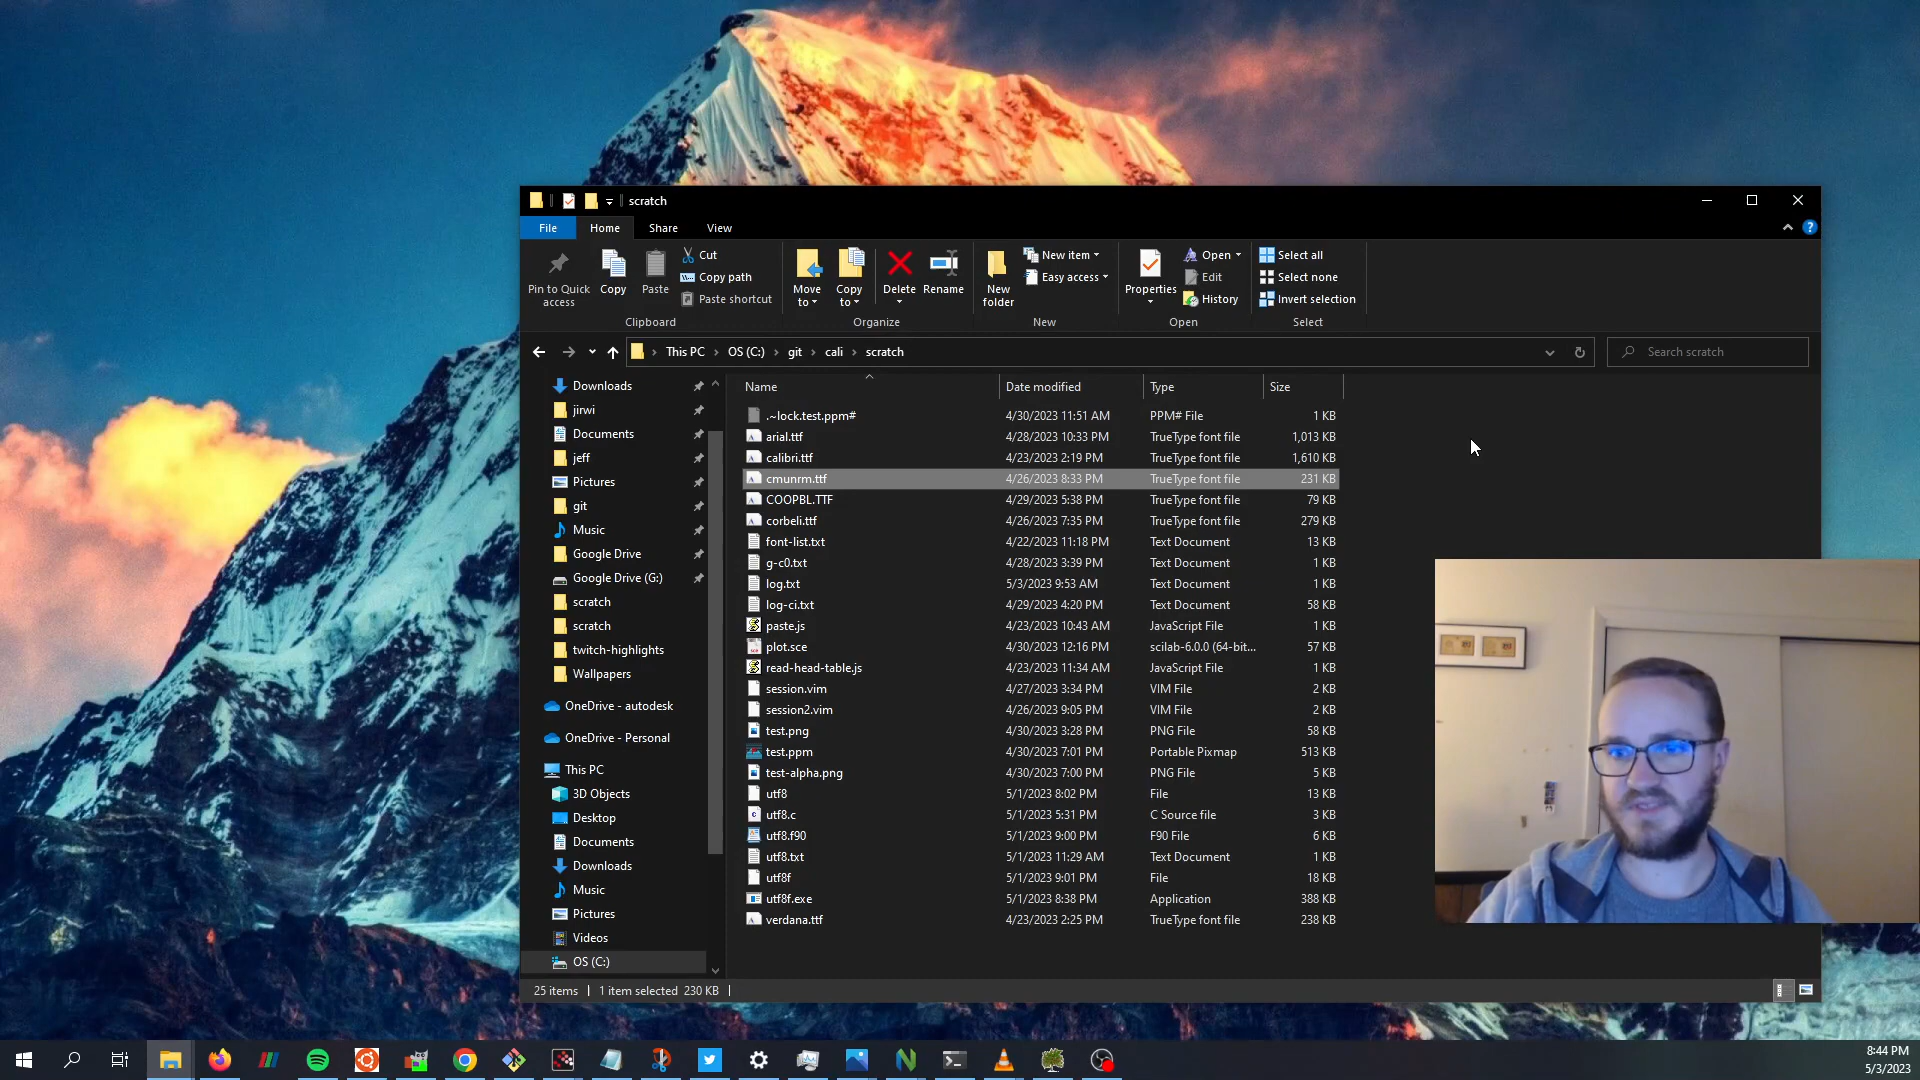 scratch
File Home Share View
Pin to Quick access
Copy
Paste
Cut
Copy path
Paste shortcut
Clipboard
Move to
Copy to
Delete
Rename
Organize
New folder
New item
Easy access
New
Properties
Open
Edit
History
Open
Select all
Select none
Invert selection
Select
This PC › OS (C:) › git › cali › scratch
Search scratch
Downloads
jirwi
Documents
jeff
Pictures
git
Music
Google Drive
Google Drive (G:)
scratch
scratch
twitch-highlights
Wallpapers
OneDrive - autodesk
OneDrive - Personal
This PC
3D Objects
Desktop
Documents
Downloads
Music
Pictures
Videos
OS (C:)
Name Date modified Type Size
.~lock.test.ppm# 4/30/2023 11:51 AM PPM# File 1 KB
arial.ttf 4/28/2023 10:33 PM TrueType font file 1,013 KB
calibri.ttf 4/23/2023 2:19 PM TrueType font file 1,610 KB
cmunrm.ttf 4/26/2023 8:33 PM TrueType font file 231 KB
COOPBL.TTF 4/29/2023 5:38 PM TrueType font file 79 KB
corbeli.ttf 4/26/2023 7:35 PM TrueType font file 279 KB
font-list.txt 4/22/2023 11:18 PM Text Document 13 KB
g-c0.txt 4/28/2023 3:39 PM Text Document 1 KB
log.txt 5/3/2023 9:53 AM Text Document 1 KB
log-ci.txt 4/29/2023 4:20 PM Text Document 58 KB
paste.js 4/23/2023 10:43 AM JavaScript File 1 KB
plot.sce 4/30/2023 12:16 PM scilab-6.0.0 (64-bit... 57 KB
read-head-table.js 4/23/2023 11:34 AM JavaScript File 1 KB
session.vim 4/27/2023 3:34 PM VIM File 2 KB
session2.vim 4/26/2023 9:05 PM VIM File 2 KB
test.png 4/30/2023 3:28 PM PNG File 58 KB
test.ppm 4/30/2023 7:01 PM Portable Pixmap 513 KB
test-alpha.png 4/30/2023 7:00 PM PNG File 5 KB
utf8 5/1/2023 8:02 PM File 13 KB
utf8.c 5/1/2023 5:31 PM C Source file 3 KB
utf8.f90 5/1/2023 9:00 PM F90 File 6 KB
utf8.txt 5/1/2023 11:29 AM Text Document 1 KB
utf8f 5/1/2023 9:01 PM File 18 KB
utf8f.exe 5/1/2023 8:38 PM Application 388 KB
verdana.ttf 4/23/2023 2:25 PM TrueType font file 238 KB
25 items 1 item selected 230 KB
8:44 PM
5/3/2023